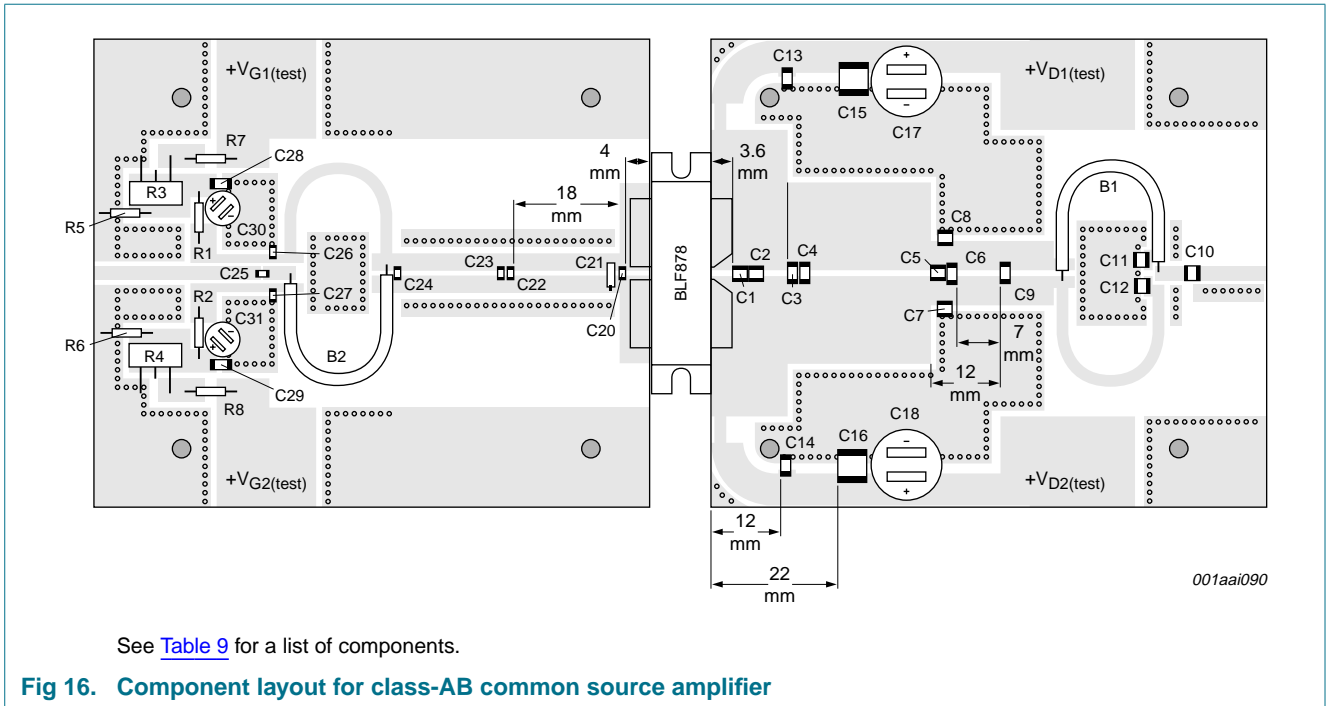 +VG1(test)
C13
+VD1(test)
C15
C17
R7
C28
4
mm
3.6
mm
R3
B1
18
mm
R5
C30
C8
R1
C26
C25
C23
C21
C2
C4
C5
C6
C11
C10
C24
C22
BLF878
R2
C27
C20
C1
C3
C9
C12
C31
C7
R6
R4
B2
7
mm
12
mm
C29
R8
C18
C14
C16
+VG2(test)
+VD2(test)
12
mm
22
mm
001aai090
See Table 9 for a list of components.
Fig 16. Component layout for class-AB common source amplifier